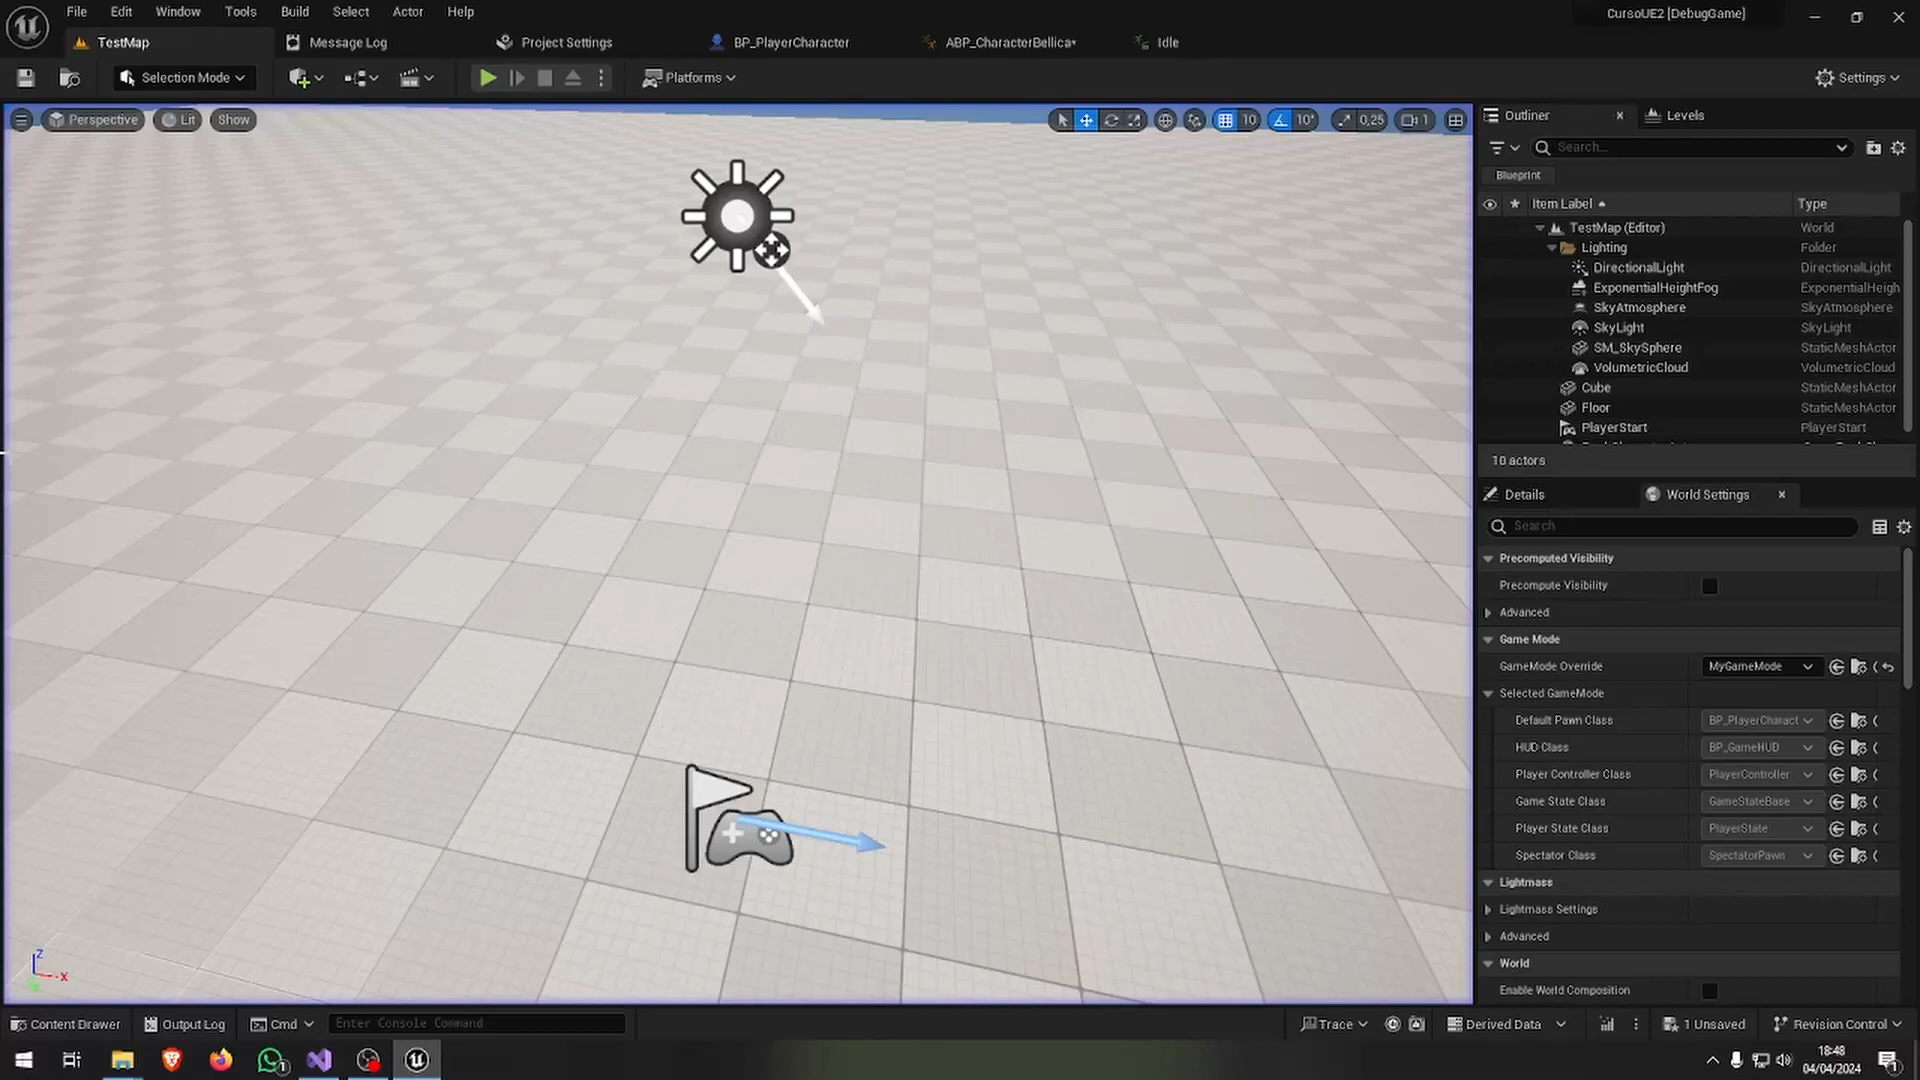 File Edit Window Tools Build Select Actor Help
CursoUE2 [DebugGame]
TestMap Message Log Project Settings BP_PlayerCharacter ABP_CharacterBellica* Idle
Selection Mode Platforms Settings
Perspective Lit Show 10 10° 0,25 1
Outliner Levels
Search...
Blueprint
Item Label Type
TestMap (Editor) World
Lighting Folder
DirectionalLight DirectionalLight
ExponentialHeightFog ExponentialHeigh
SkyAtmosphere SkyAtmosphere
SkyLight SkyLight
SM_SkySphere StaticMeshActor
VolumetricCloud VolumetricCloud
Cube StaticMeshActor
Floor StaticMeshActor
PlayerStart PlayerStart
10 actors
Details World Settings
Search
Precomputed Visibility
Precompute Visibility
Advanced
Game Mode
GameMode Override MyGameMode
Selected GameMode
Default Pawn Class BP_PlayerCharact
HUD Class BP_GameHUD
Player Controller Class PlayerController
Game State Class GameStateBase
Player State Class PlayerState
Spectator Class SpectatorPawn
Lightmass
Lightmass Settings
Advanced
World
Enable World Composition
Z
X
Content Drawer Output Log Cmd Enter Console Command Trace Derived Data 1 Unsaved Revision Control
18:48
04/04/2024